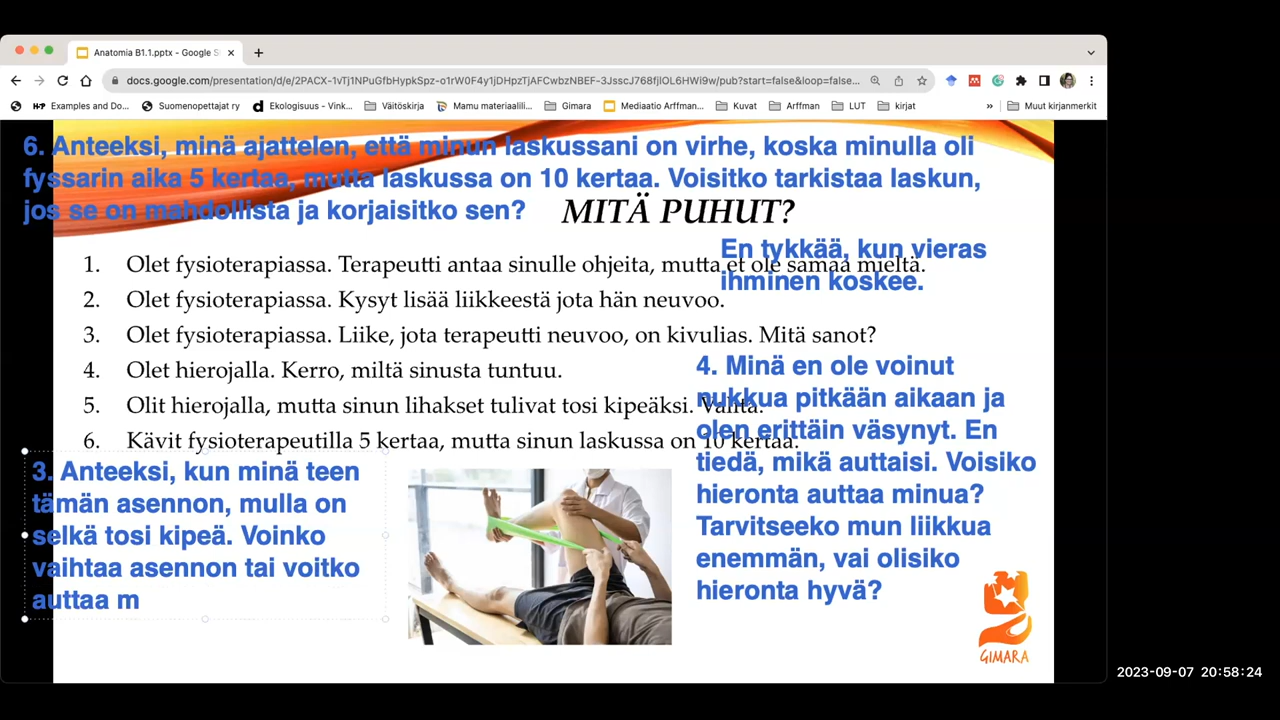 Anatomia B1.1.pptx - Google S
docs.google.com/presentation/d/e/2PACX-1vTj1NPuGfbHypkSpz-o1rW0F4y1jDHpzTjAFCwbzNBEF-3JsscJ768fjlOL6HWi9w/pub?start=false&loop=false...
Examples and Do... Suomenopettajat ry Ekologisuus - Vink... Väitöskirja Mamu materiaalili... Gimara Mediaatio Arffman... Kuvat Arffman LUT kirjat » Muut kirjanmerkit
6. Anteeksi, minä ajattelen, että minun laskussani on virhe, koska minulla oli
fyssarin aika 5 kertaa, mutta laskussa on 10 kertaa. Voisitko tarkistaa laskun,
jos se on mahdollista ja korjaisitko sen?
MITÄ PUHUT?
En tykkää, kun vieras
ihminen koskee.
1. Olet fysioterapiassa. Terapeutti antaa sinulle ohjeita, mutta et ole samaa mieltä.
2. Olet fysioterapiassa. Kysyt lisää liikkeestä jota hän neuvoo.
3. Olet fysioterapiassa. Liike, jota terapeutti neuvoo, on kivulias. Mitä sanot?
4. Olet hierojalla. Kerro, miltä sinusta tuntuu.
5. Olit hierojalla, mutta sinun lihakset tulivat tosi kipeäksi. Valita.
6. Kävit fysioterapeutilla 5 kertaa, mutta sinun laskussa on 10 kertaa.
4. Minä en ole voinut
nukkua pitkään aikaan ja
olen erittäin väsynyt. En
tiedä, mikä auttaisi. Voisiko
hieronta auttaa minua?
Tarvitseeko mun liikkua
enemmän, vai olisiko
hieronta hyvä?
3. Anteeksi, kun minä teen
tämän asennon, mulla on
selkä tosi kipeä. Voinko
vaihtaa asennon tai voitko
auttaa m
GIMARA
2023-09-07 20:58:24